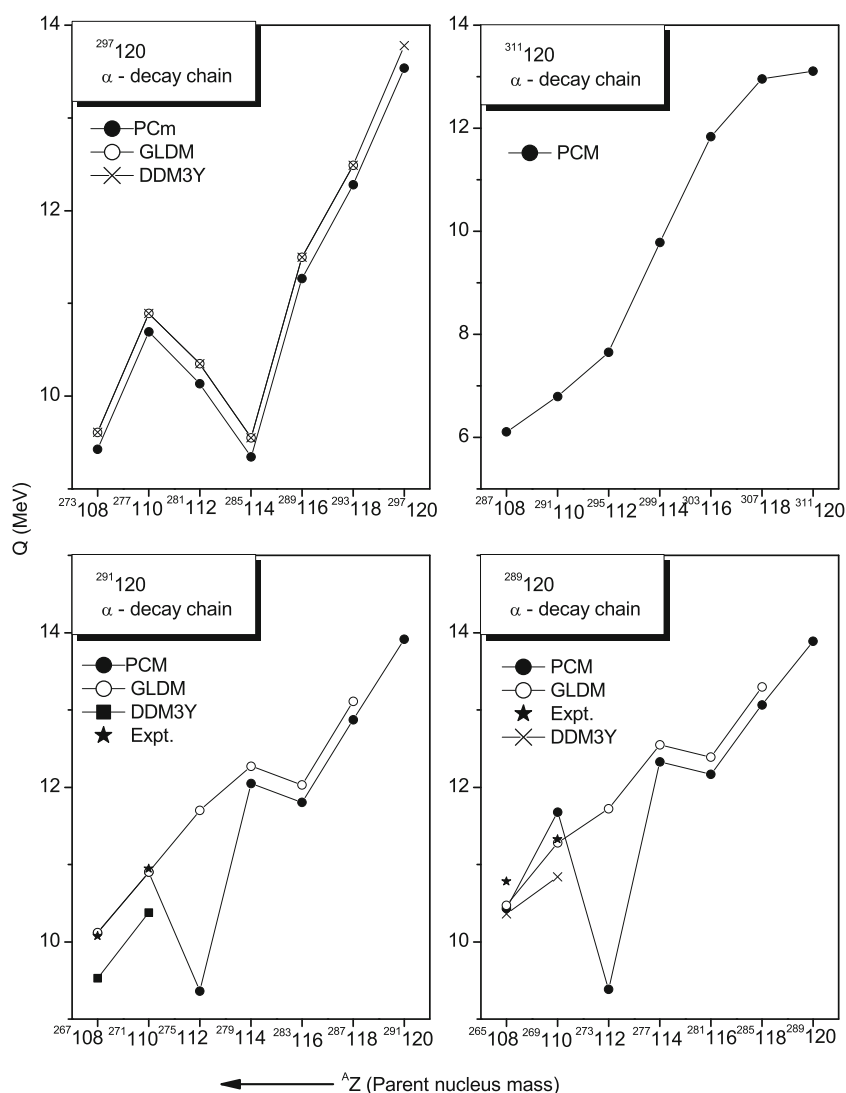 ²⁹⁷120
α - decay chain
PCm
GLDM
DDM3Y
14
12
10
²⁷³108 ²⁷⁷110 ²⁸¹112 ²⁸⁵114 ²⁸⁹116 ²⁹³118 ²⁹⁷120
³¹¹120
α - decay chain
PCM
14
12
10
8
6
²⁸⁷108 ²⁹¹110 ²⁹⁵112 ²⁹⁹114 ³⁰³116 ³⁰⁷118 ³¹¹120
Q (MeV)
²⁹¹120
α - decay chain
PCM
GLDM
DDM3Y
Expt.
14
12
10
²⁶⁷108 ²⁷¹110 ²⁷⁵112 ²⁷⁹114 ²⁸³116 ²⁸⁷118 ²⁹¹120
²⁸⁹120
α - decay chain
PCM
GLDM
Expt.
DDM3Y
14
12
10
²⁶⁵108 ²⁶⁹110 ²⁷³112 ²⁷⁷114 ²⁸¹116 ²⁸⁵118 ²⁸⁹120
ᴬZ (Parent nucleus mass)